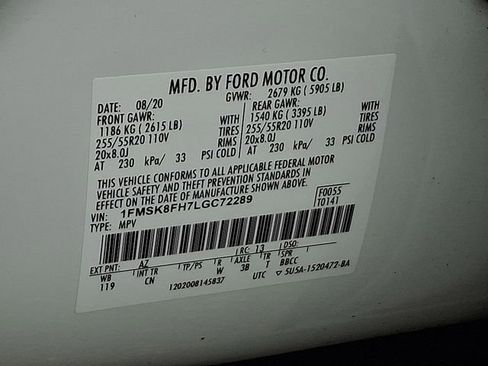 MFD. BY FORD MOTOR CO.
DATE: 08/20 GVWR: 2679 KG ( 5905 LB)
FRONT GAWR: REAR GAWR:
1186 KG ( 2615 LB) WITH 1540 KG ( 3395 LB) WITH
255/55R20 110V TIRES 255/55R20 110V TIRES
20x8.0J RIMS 20x8.0J RIMS
AT 230 kPa/ 33 PSI COLD AT 230 kPa/ 33 PSI COLD
THIS VEHICLE CONFORMS TO ALL APPLICABLE FEDERAL MOTOR
VEHICLE SAFETY AND THEFT PREVENTION STANDARDS IN
EFFECT ON THE DATE OF MANUFACTURE SHOWN ABOVE.
VIN: 1FMSK8FH7LGC72289 F0055
TYPE: MPV T0141
EXT PNT: AZ RC: 13 DSO:
WB INT TR TP/PS R AXLE TR SPR
119 CN W 3B T BBCC
1202008145837 UTC ▽5U5A-1520472-BA